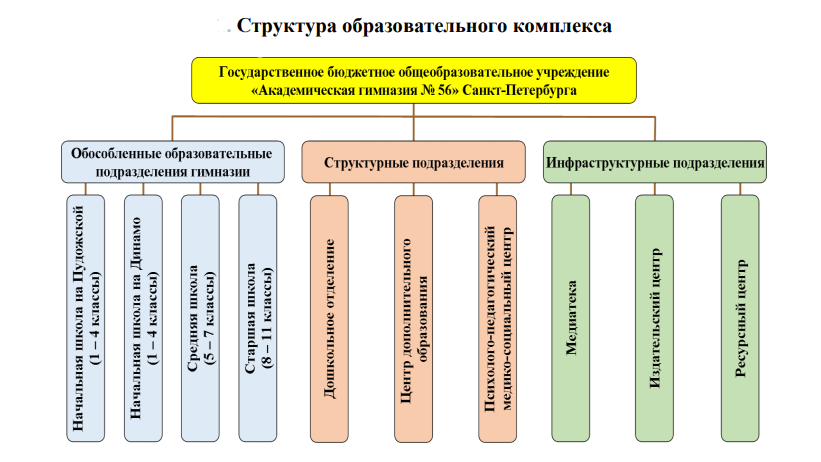 Структура образовательного комплекса
Государственное бюджетное общеобразовательное учреждение
«Академическая гимназия № 56» Санкт-Петербурга
Обособленные образовательные
подразделения гимназии
Структурные подразделения
Инфраструктурные подразделения
Начальная школа на Пудожской
(1 – 4 классы)
Начальная школа на Динамо
(1 – 4 классы)
Средняя школа
(5 – 7 классы)
Старшая школа
(8 – 11 классы)
Дошкольное отделение
Центр дополнительного
образования
Психолого-педагогический
медико-социальный центр
Медиатека
Издательский центр
Ресурсный центр